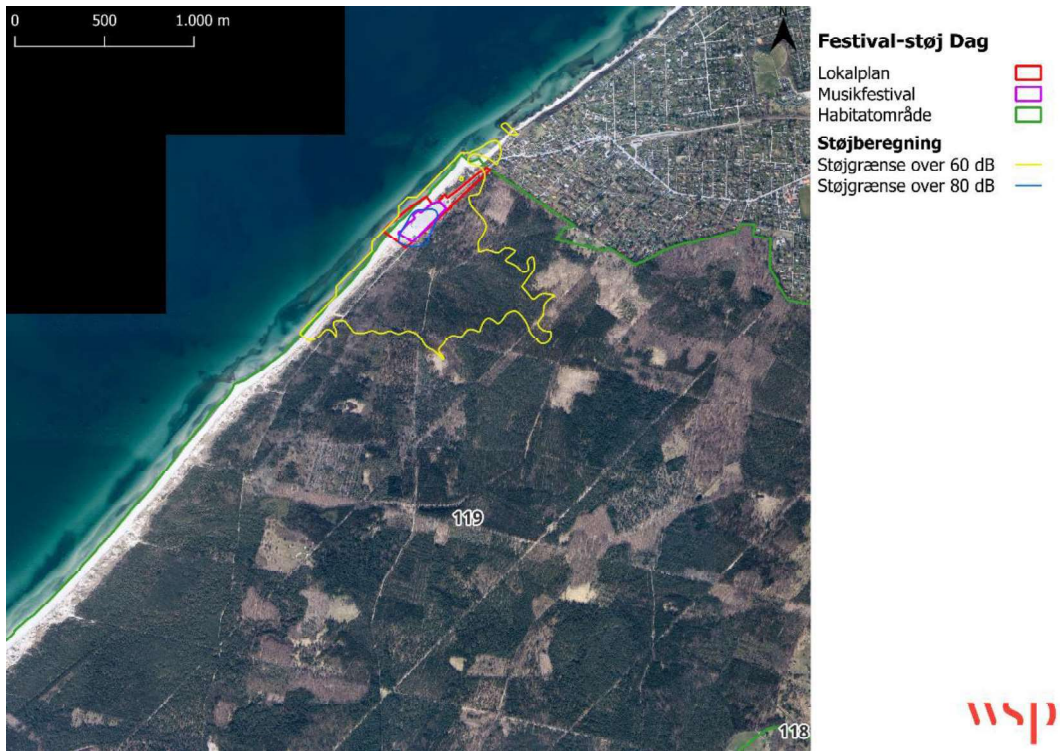 0 500 1.000 m
N
Festival-støj Dag
Lokalplan
Musikfestival
Habitatområde
Støjberegning
Støjgrænse over 60 dB
Støjgrænse over 80 dB
119
118
wsp